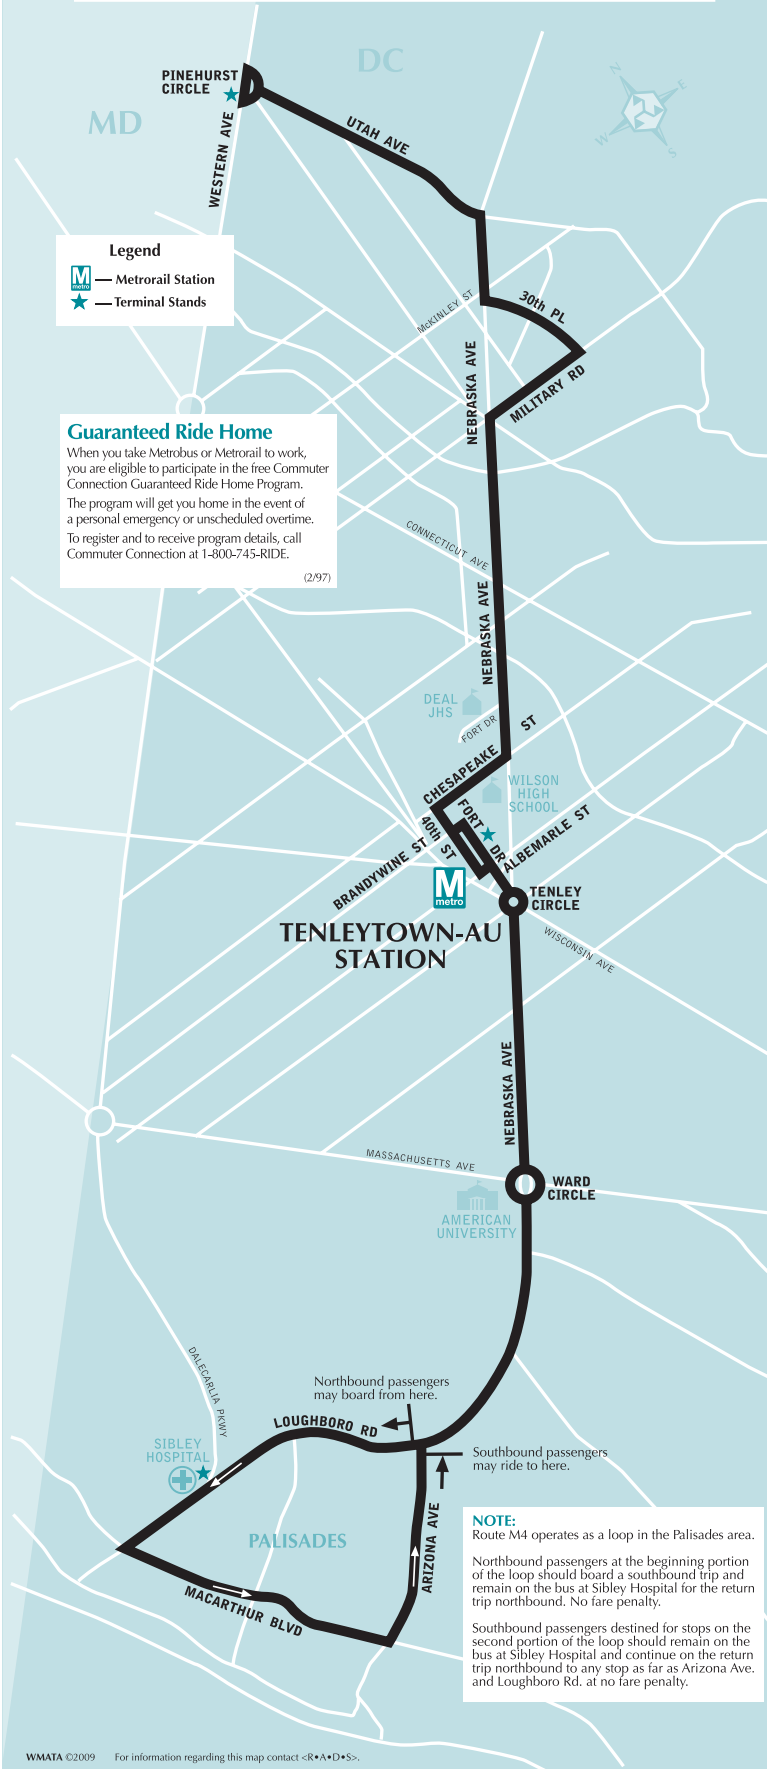 DC
MD
N
E
W
S
PINEHURST
CIRCLE
WESTERN AVE
UTAH AVE
Legend
M
metro
Metrorail Station
Terminal Stands
McKINLEY ST
30th PL
NEBRASKA AVE
MILITARY RD
Guaranteed Ride Home
When you take Metrobus or Metrorail to work,
you are eligible to participate in the free Commuter
Connection Guaranteed Ride Home Program.
The program will get you home in the event of
a personal emergency or unscheduled overtime.
To register and to receive program details, call
Commuter Connection at 1-800-745-RIDE.
(2/97)
CONNECTICUT AVE
NEBRASKA AVE
DEAL
JHS
FORT DR
CHESAPEAKE ST
WILSON
HIGH
SCHOOL
FORT DR
40th ST
ALBEMARLE ST
BRANDYWINE ST
M
metro
TENLEY
CIRCLE
TENLEYTOWN-AU
STATION
WISCONSIN AVE
NEBRASKA AVE
MASSACHUSETTS AVE
WARD
CIRCLE
AMERICAN
UNIVERSITY
DALECARLIA PKWY
Northbound passengers
may board from here.
LOUGHBORO RD
SIBLEY
HOSPITAL
Southbound passengers
may ride to here.
PALISADES
ARIZONA AVE
MACARTHUR BLVD
NOTE:
Route M4 operates as a loop in the Palisades area.
Northbound passengers at the beginning portion
of the loop should board a southbound trip and
remain on the bus at Sibley Hospital for the return
trip northbound. No fare penalty.
Southbound passengers destined for stops on the
second portion of the loop should remain on the
bus at Sibley Hospital and continue on the return
trip northbound to any stop as far as Arizona Ave.
and Loughboro Rd. at no fare penalty.
WMATA ©2009 For information regarding this map contact <R•A•D•S>.